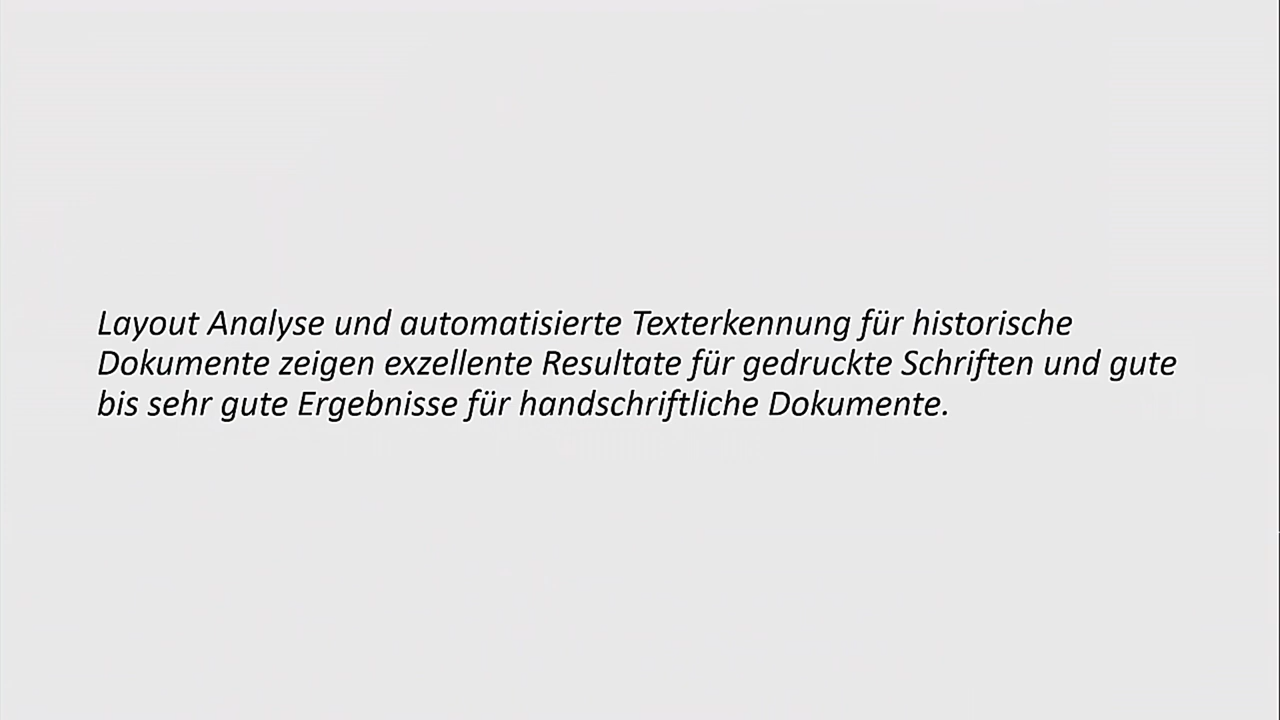 Layout Analyse und automatisierte Texterkennung für historische
Dokumente zeigen exzellente Resultate für gedruckte Schriften und gute
bis sehr gute Ergebnisse für handschriftliche Dokumente.